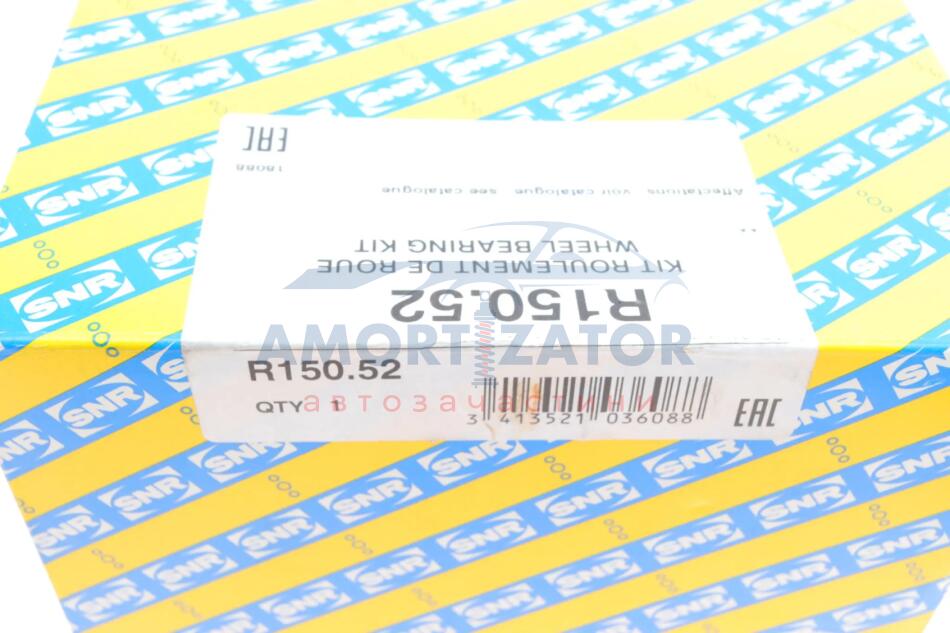 SNR
EAC
18088
Affectations voir catalogue see catalogue
KIT ROULEMENT DE ROUE
WHEEL BEARING KIT
R150.52
AMORTIZATOR
R150.52
автозапчастини
QTY 1
3 413521 036088
EAC